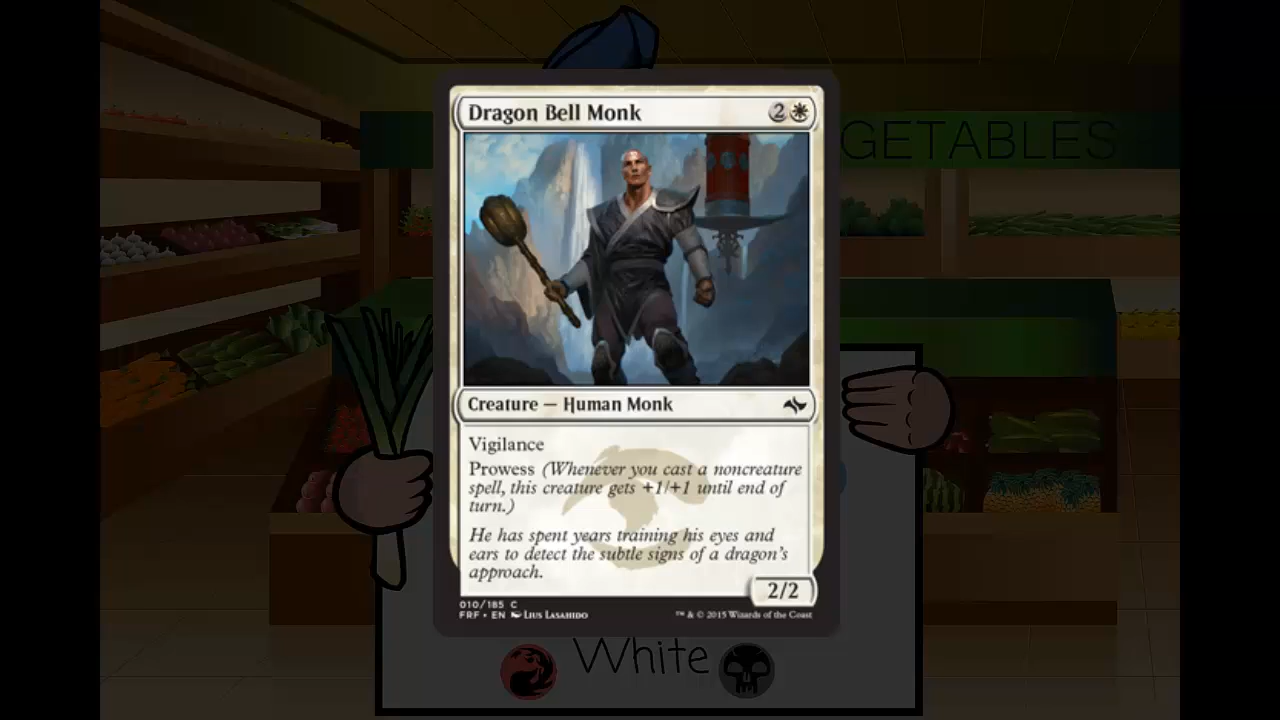 GETABLES
Dragon Bell Monk 2
Creature — Human Monk
Vigilance
Prowess (Whenever you cast a noncreature
spell, this creature gets +1/+1 until end of
turn.)
He has spent years training his eyes and
ears to detect the subtle signs of a dragon's
approach.
2/2
010/185 C
FRF • EN Lius Lasahido
™ & © 2015 Wizards of the Coast
White